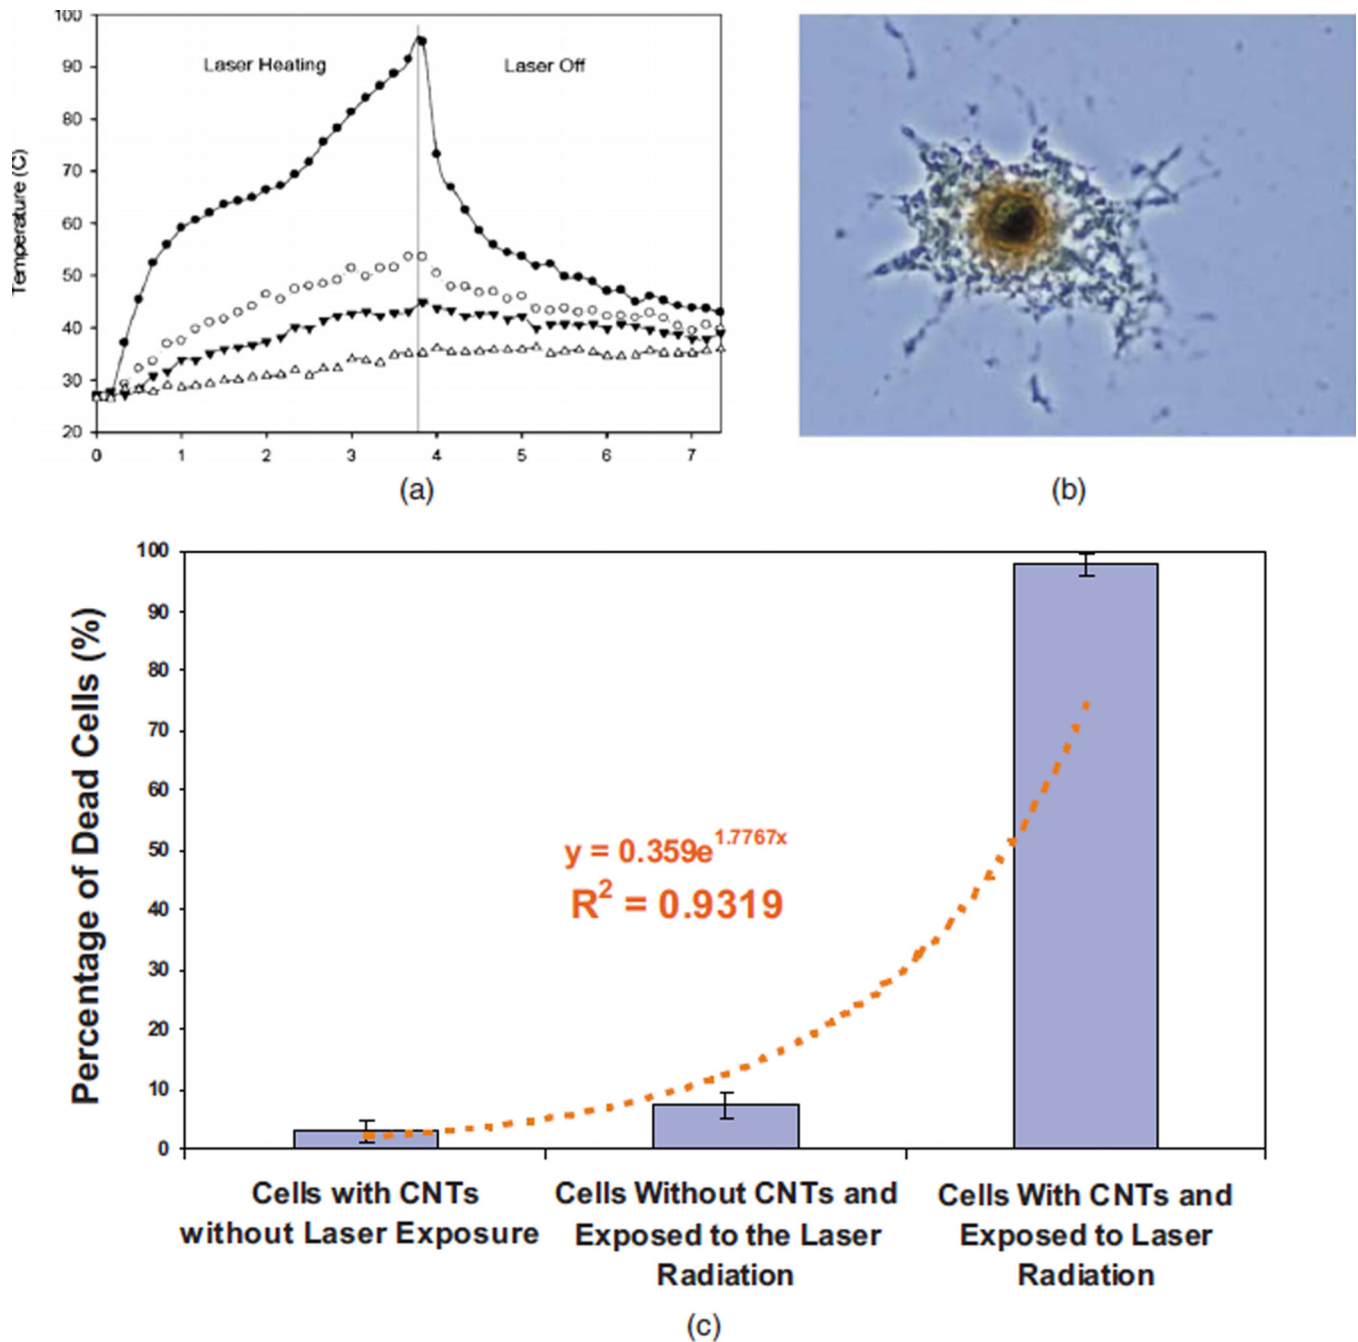 100
90
80
70
60
50
40
30
20
Temperature (C)
Laser Heating
Laser Off
0 1 2 3 4 5 6 7
(a)
(b)
100
90
80
70
60
50
40
30
20
10
0
Percentage of Dead Cells (%)
y = 0.359e^1.7767x
R² = 0.9319
Cells with CNTs
without Laser Exposure
Cells Without CNTs and
Exposed to the Laser
Radiation
Cells With CNTs and
Exposed to Laser
Radiation
(c)